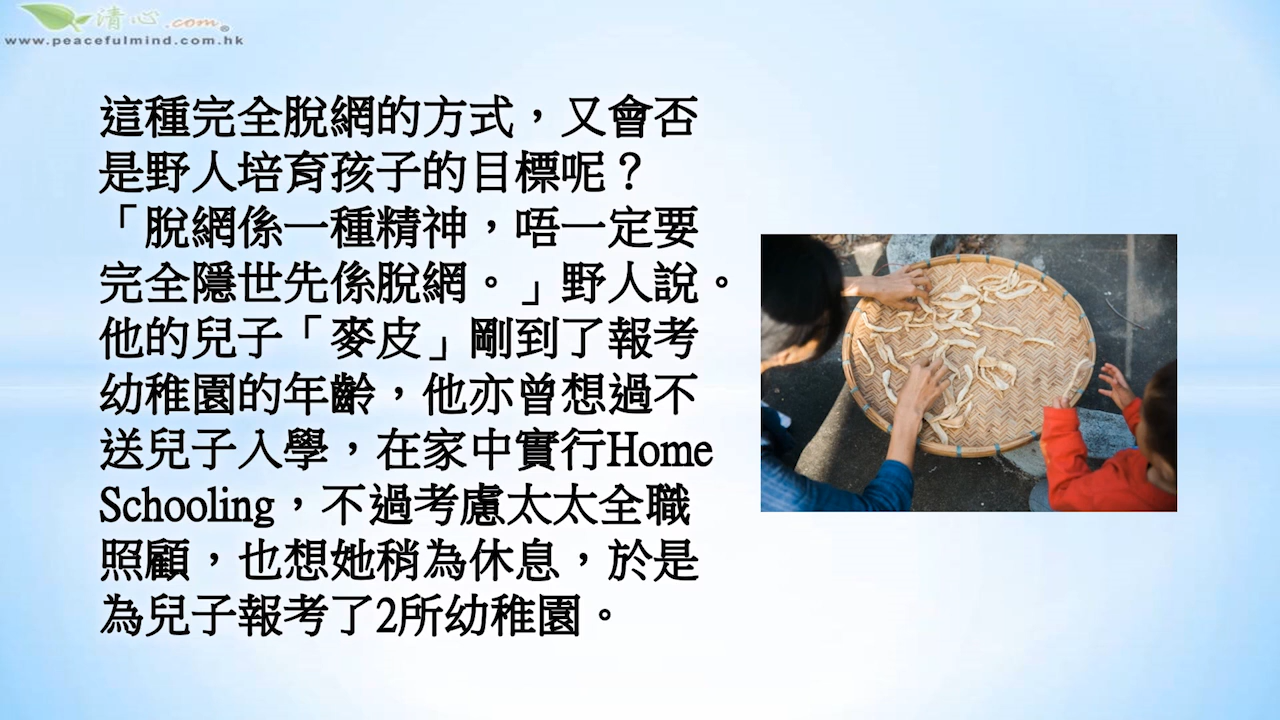 清心.com
www.peacefulmind.com.hk
這種完全脫網的方式，又會否
是野人培育孩子的目標呢？
「脫網係一種精神，唔一定要
完全隱世先係脫網。」野人說。
他的兒子「麥皮」剛到了報考
幼稚園的年齡，他亦曾想過不
送兒子入學，在家中實行Home
Schooling，不過考慮太太全職
照顧，也想她稍為休息，於是
為兒子報考了2所幼稚園。